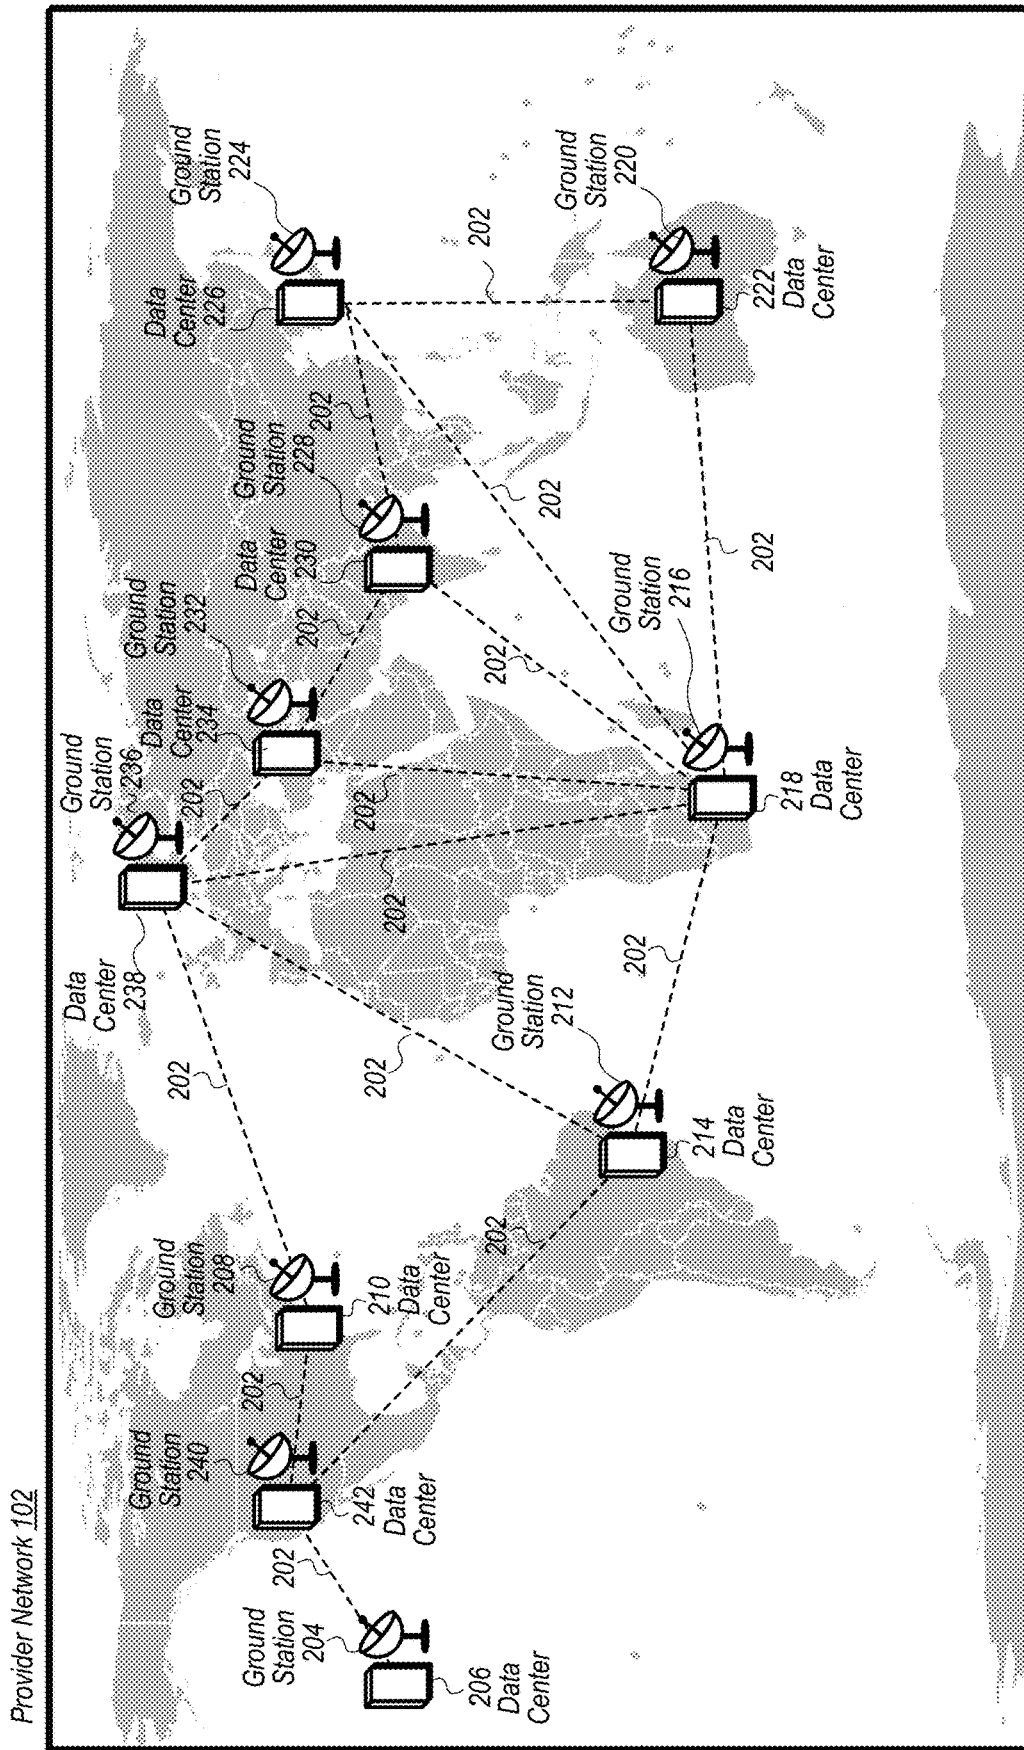 Provider Network 102
Ground
Station
236
Data
Center
238
202
202
Ground
Station
232
Data
Center
234
202
Ground
Station
228
Data
Center
230
202
Ground
Station
224
Data
Center
226
202
Ground
Station
208
210
Data
Center
202
Ground
Station
240
242
Data
Center
202
Ground
Station
204
206
Data
Center
202
202
202
202
202
202
Ground
Station
212
214
Data
Center
202
Ground
Station
216
218
Data
Center
202
Ground
Station
220
222
Data
Center